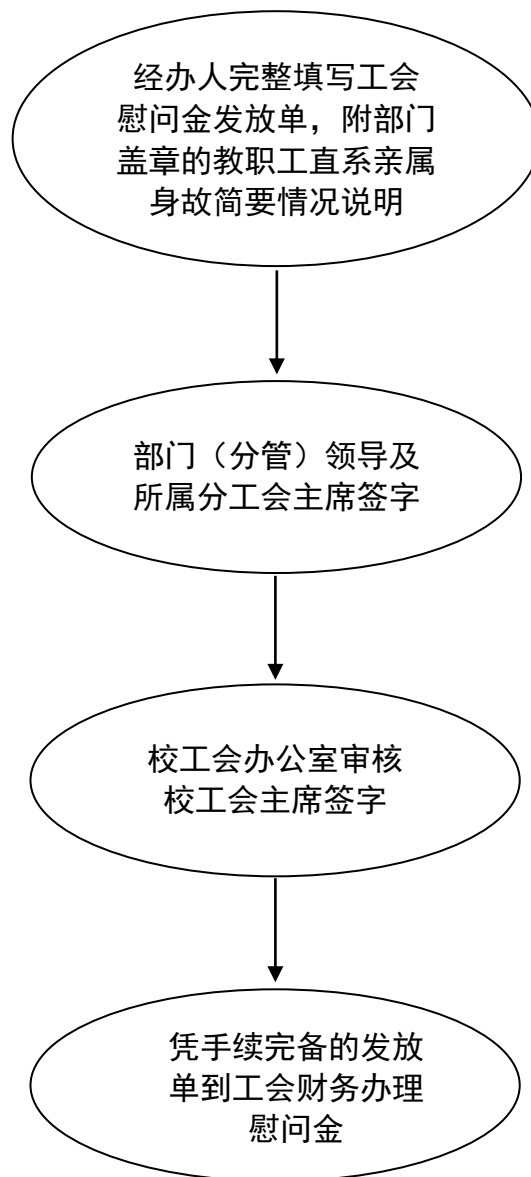 经办人完整填写工会
慰问金发放单，附部门
盖章的教职工直系亲属
身故简要情况说明
部门（分管）领导及
所属分工会主席签字
校工会办公室审核
校工会主席签字
凭手续完备的发放
单到工会财务办理
慰问金